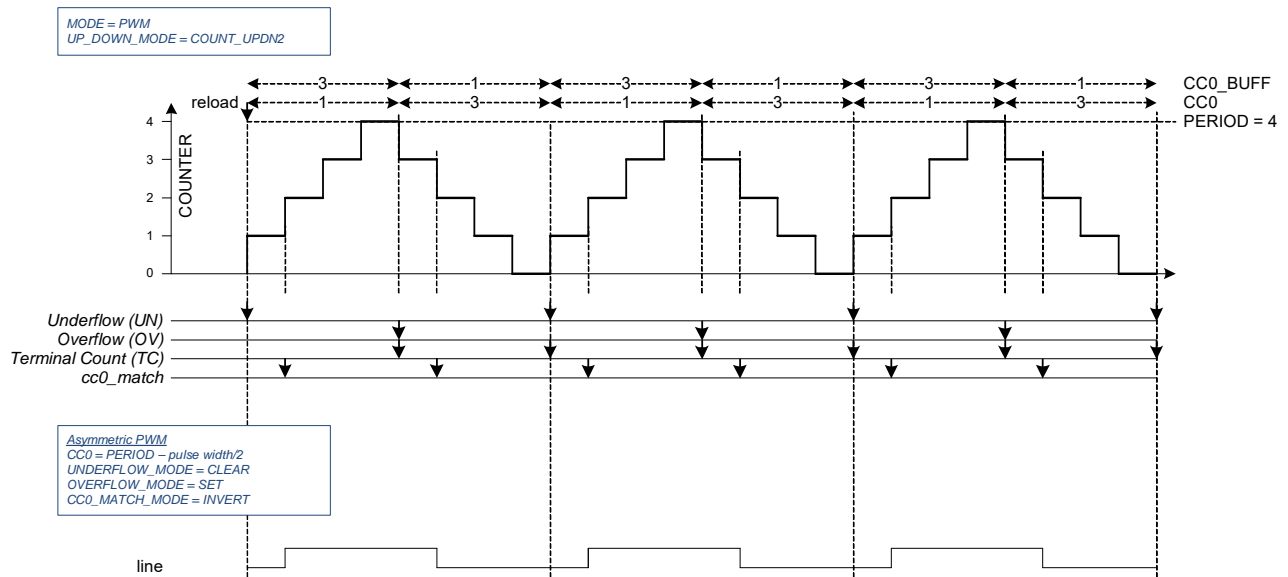 MODE = PWM
UP_DOWN_MODE = COUNT_UPDN2
3 1 3 1 3 1 CC0_BUFF
reload 1 3 1 3 1 3 CC0
4 PERIOD = 4
3
2
1
0
COUNTER
Underflow (UN)
Overflow (OV)
Terminal Count (TC)
cc0_match
Asymmetric PWM
CC0 = PERIOD – pulse width/2
UNDERFLOW_MODE = CLEAR
OVERFLOW_MODE = SET
CC0_MATCH_MODE = INVERT
line